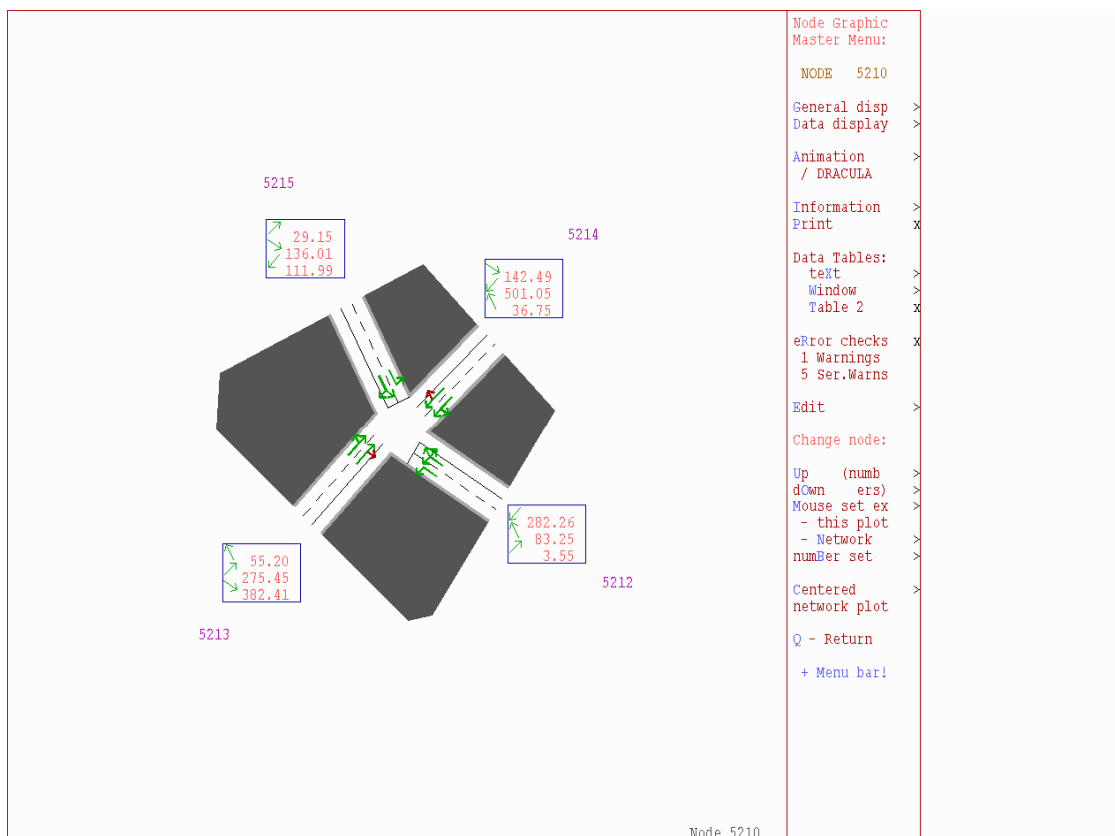 5215
29.15
136.01
111.99
5214
142.49
501.05
36.75
282.26
83.25
3.55
5212
55.20
275.45
382.41
5213
Node 5210
Node Graphic
Master Menu:
NODE 5210
General disp >
Data display >
Animation >
/ DRACULA
Information >
Print x
Data Tables:
teXt >
Window >
Table 2 x
eRror checks x
1 Warnings
5 Ser.Warns
Edit >
Change node:
Up (numb >
dOwn ers) >
Mouse set ex >
- this plot
- Network >
numBer set >
Centered >
network plot
Q - Return
+ Menu bar!